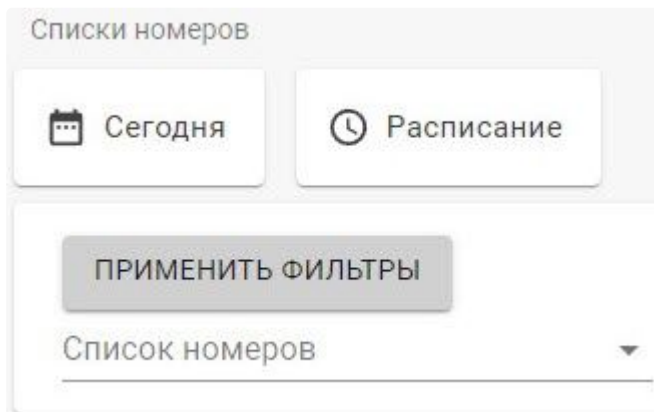 Списки номеров
Сегодня
Расписание
ПРИМЕНИТЬ ФИЛЬТРЫ
Список номеров